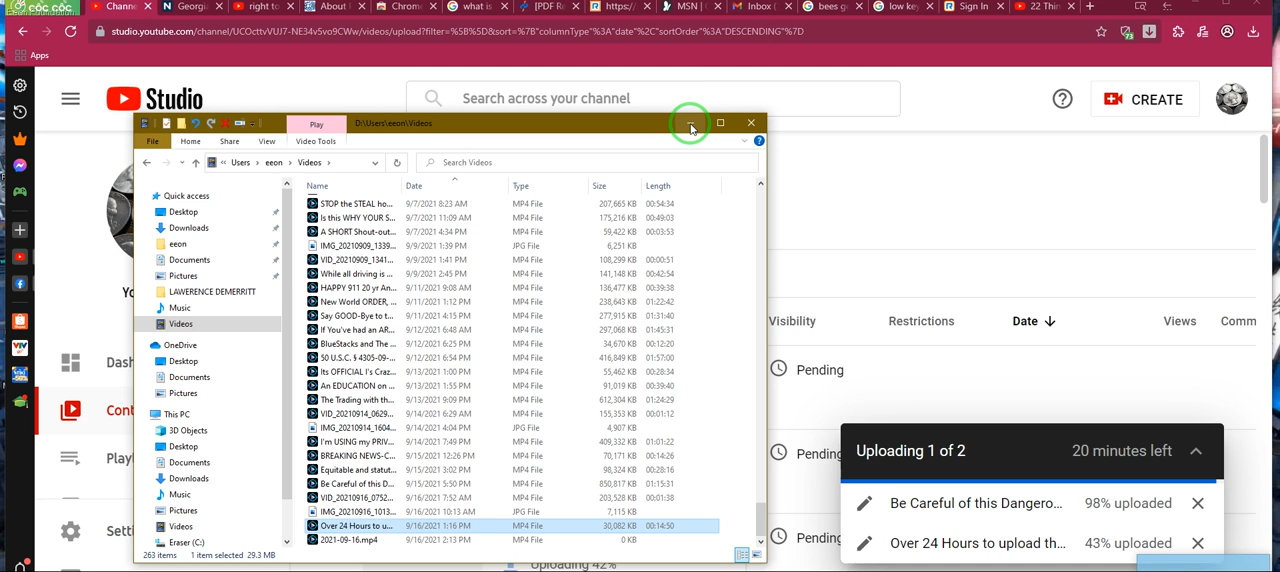 cốc cốc
Channel
Georgia
right to
About
Chrome
what is
[PDF] R
https:/
MSN |
Inbox (
bees ge
low key
Sign In
22 Thin
studio.youtube.com/channel/UCOcttvVUJ7-NE34v5vo9CWw/videos/upload?filter=%5B%5D&sort=%7B"columnType"%3A"date"%2C"sortOrder"%3A"DESCENDING"%7D
73
Apps
Studio
Search across your channel
CREATE
Play
D:\Users\eeon\Videos
File Home Share View Video Tools
« Users › eeon › Videos ›
Search Videos
Name Date Type Size Length
Quick access
Desktop
Downloads
eeon
Documents
Pictures
LAWRENCE DEMERRITT
Music
Videos
OneDrive
Desktop
Documents
Pictures
This PC
3D Objects
Desktop
Documents
Downloads
Music
Pictures
Videos
Eraser (C:)
STOP the STEAL ho... 9/7/2021 8:23 AM MP4 File 207,665 KB 00:54:34
Is this WHY YOUR S... 9/7/2021 11:09 AM MP4 File 175,216 KB 00:49:03
A SHORT Shout-out... 9/7/2021 4:34 PM MP4 File 59,422 KB 00:03:53
IMG_20210909_1339... 9/9/2021 1:39 PM JPG File 6,251 KB
VID_20210909_1341... 9/9/2021 1:41 PM MP4 File 108,299 KB 00:00:51
While all driving is ... 9/9/2021 2:45 PM MP4 File 141,148 KB 00:42:54
HAPPY 911 20 yr An... 9/11/2021 9:08 AM MP4 File 136,477 KB 00:39:38
New World ORDER, ... 9/11/2021 1:12 PM MP4 File 238,643 KB 01:22:42
Say GOOD-Bye to t... 9/11/2021 4:15 PM MP4 File 277,915 KB 01:31:40
If You've had an AR... 9/12/2021 6:48 AM MP4 File 297,068 KB 01:45:31
BlueStacks and The ... 9/12/2021 6:25 PM MP4 File 34,670 KB 00:12:20
50 U.S.C. § 4305-09-... 9/12/2021 6:54 PM MP4 File 416,849 KB 01:57:00
Its OFFICIAL I's Craz... 9/13/2021 1:00 PM MP4 File 55,462 KB 00:28:34
An EDUCATION on ... 9/13/2021 1:55 PM MP4 File 91,019 KB 00:39:40
The Trading with th... 9/13/2021 9:09 PM MP4 File 612,304 KB 01:24:29
VID_20210914_0629... 9/14/2021 6:29 AM MP4 File 155,353 KB 00:01:12
IMG_20210914_1604... 9/14/2021 4:04 PM JPG File 4,907 KB
I'm USING my PRIV... 9/14/2021 7:49 PM MP4 File 409,332 KB 01:01:22
BREAKING NEWS-C... 9/15/2021 12:26 PM MP4 File 70,171 KB 00:14:26
Equitable and statut... 9/15/2021 3:02 PM MP4 File 98,324 KB 00:28:16
Be Careful of this D... 9/15/2021 5:50 PM MP4 File 850,817 KB 01:15:31
VID_20210916_0752... 9/16/2021 7:52 AM MP4 File 203,528 KB 00:01:38
IMG_20210916_1013... 9/16/2021 10:13 AM JPG File 7,115 KB
Over 24 Hours to u... 9/16/2021 1:16 PM MP4 File 30,082 KB 00:14:50
2021-09-16.mp4 9/16/2021 2:13 PM MP4 File 0 KB
263 items 1 item selected 29.3 MB
Yo
Dash
Cont
Play
Setti
Visibility Restrictions Date Views Comm
Pending
Pending
Pending
Uploading 42%
Uploading 1 of 2 20 minutes left
Be Careful of this Dangero... 98% uploaded
Over 24 Hours to upload th... 43% uploaded